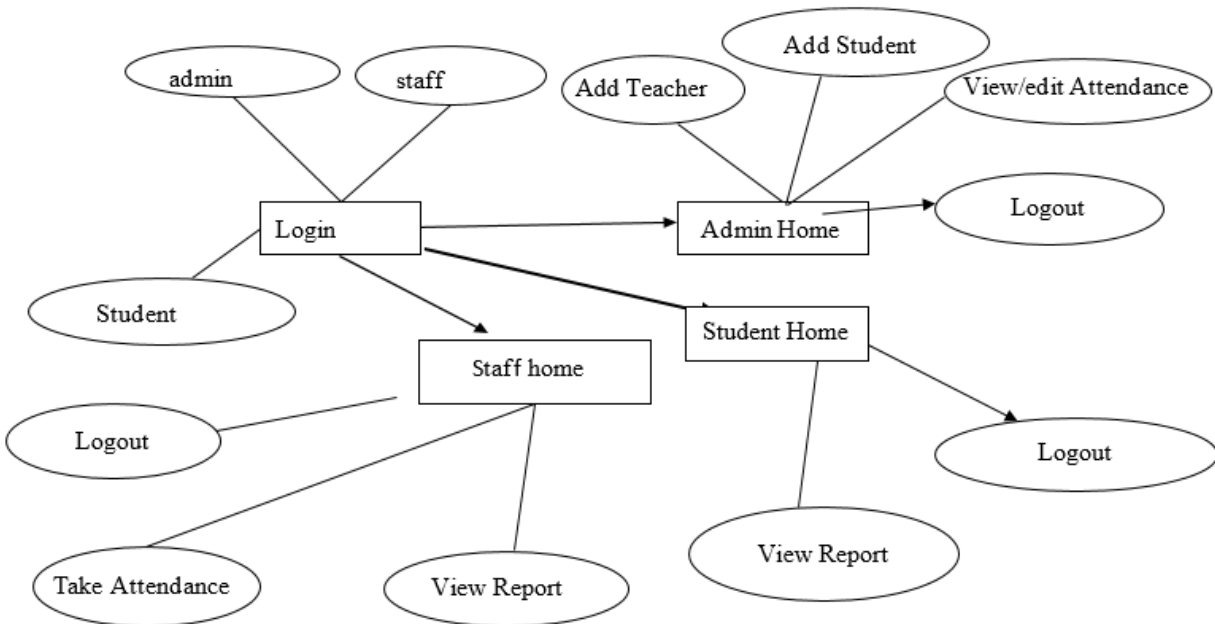 admin
staff
Add Teacher
Add Student
View/edit Attendance
Login
Admin Home
Logout
Student
Student Home
Staff home
Logout
Logout
Take Attendance
View Report
View Report